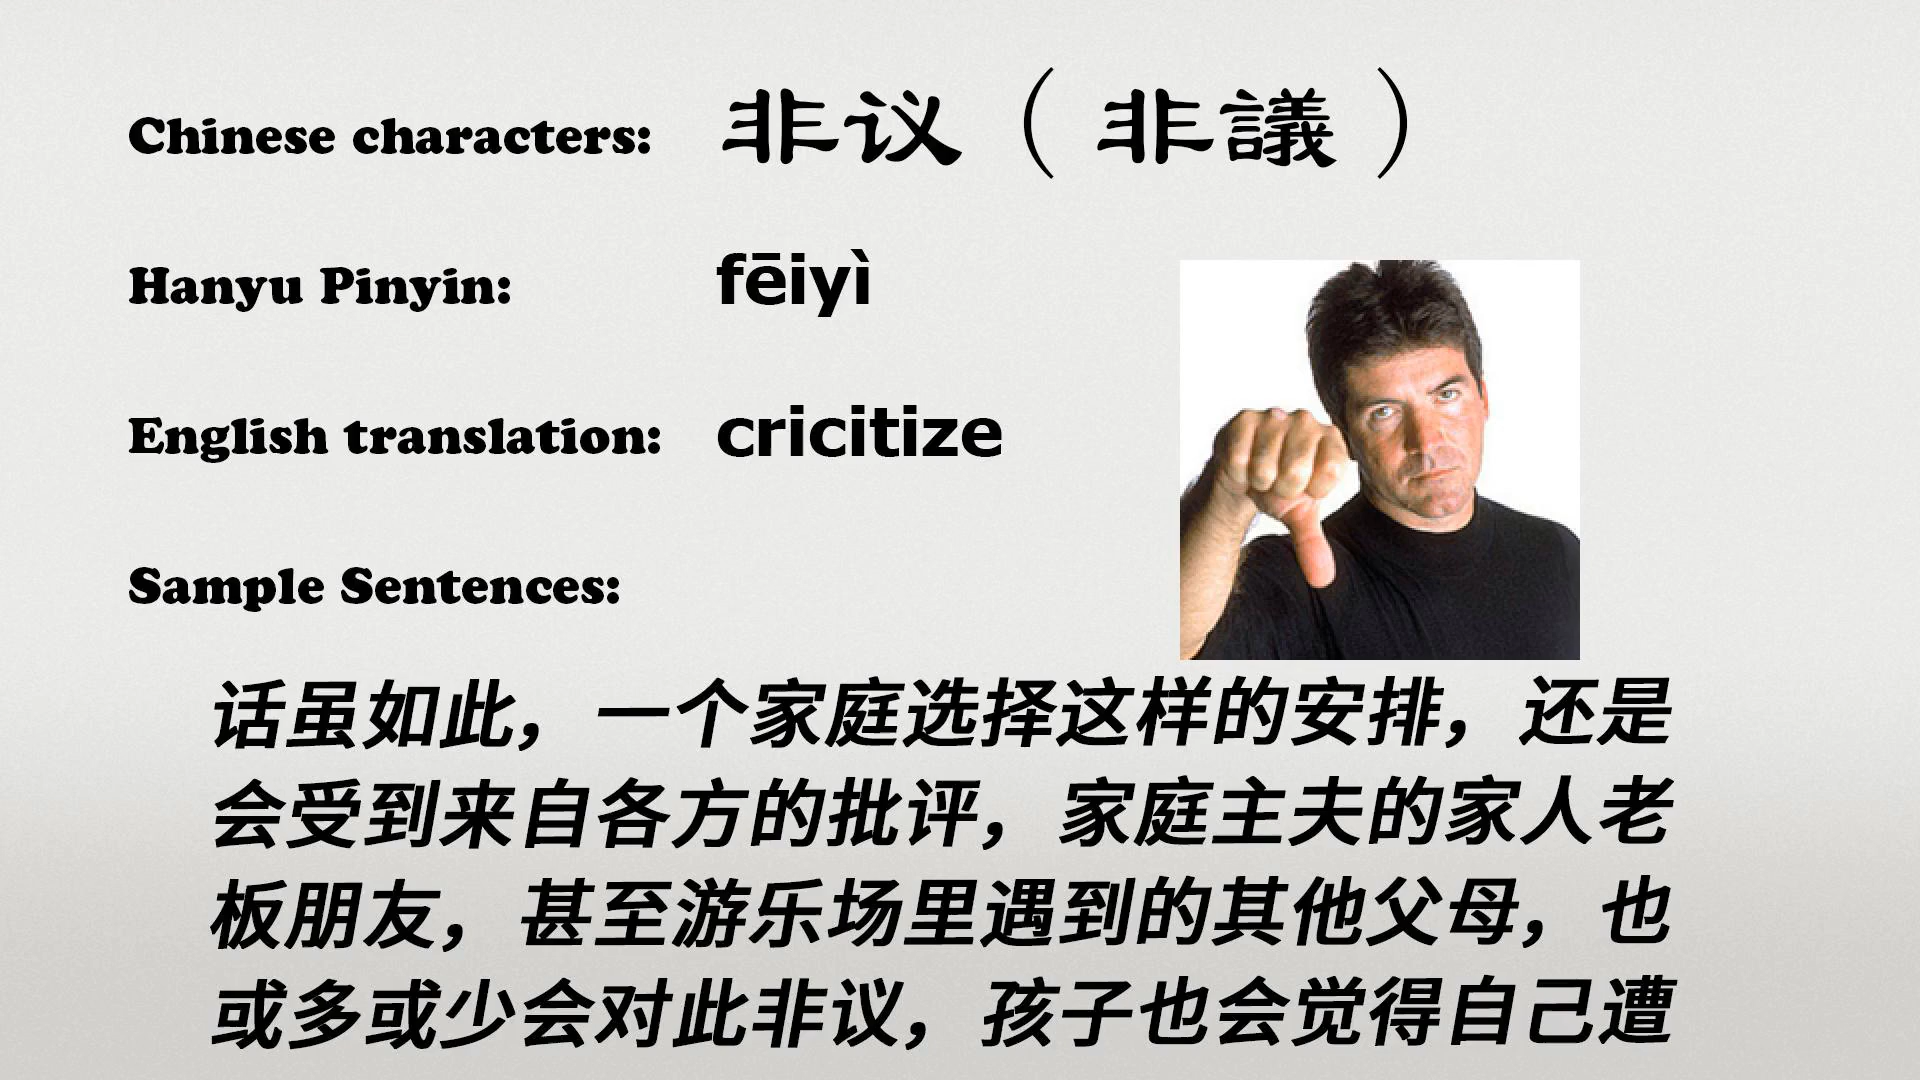 Chinese characters: 非议（非議）
Hanyu Pinyin: fēiyì
English translation: cricitize
Sample Sentences:
话虽如此，一个家庭选择这样的安排，还是
会受到来自各方的批评，家庭主夫的家人老
板朋友，甚至游乐场里遇到的其他父母，也
或多或少会对此非议，孩子也会觉得自己遭